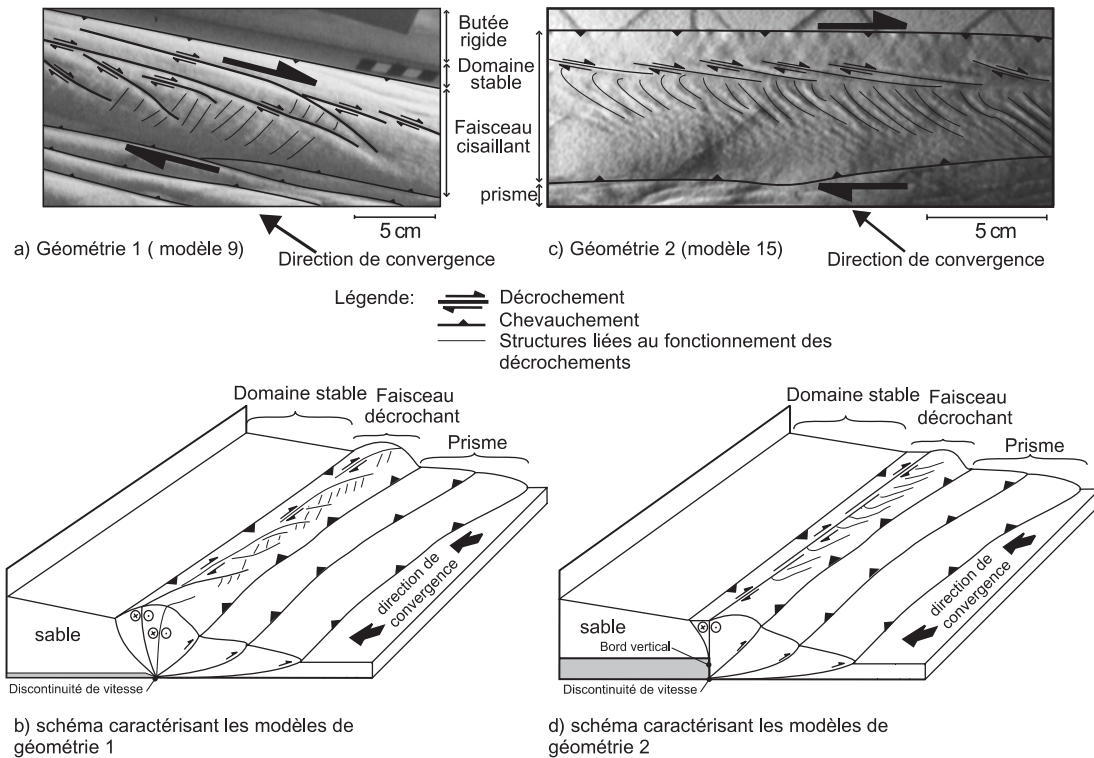 Butée
rigide
Domaine
stable
Faisceau
cisaillant
prisme
5 cm
5 cm
a) Géométrie 1 ( modèle 9)
Direction de convergence
c) Géométrie 2 (modèle 15)
Direction de convergence
Légende:
Décrochement
Chevauchement
Structures liées au fonctionnement des
décrochements
Domaine stable
Faisceau
décrochant
Prisme
direction de
convergence
sable
Discontinuité de vitesse
b) schéma caractérisant les modèles de
géométrie 1
Domaine stable
Faisceau
décrochant
Prisme
direction de
convergence
sable
Bord vertical
Discontinuité de vitesse
d) schéma caractérisant les modèles de
géométrie 2